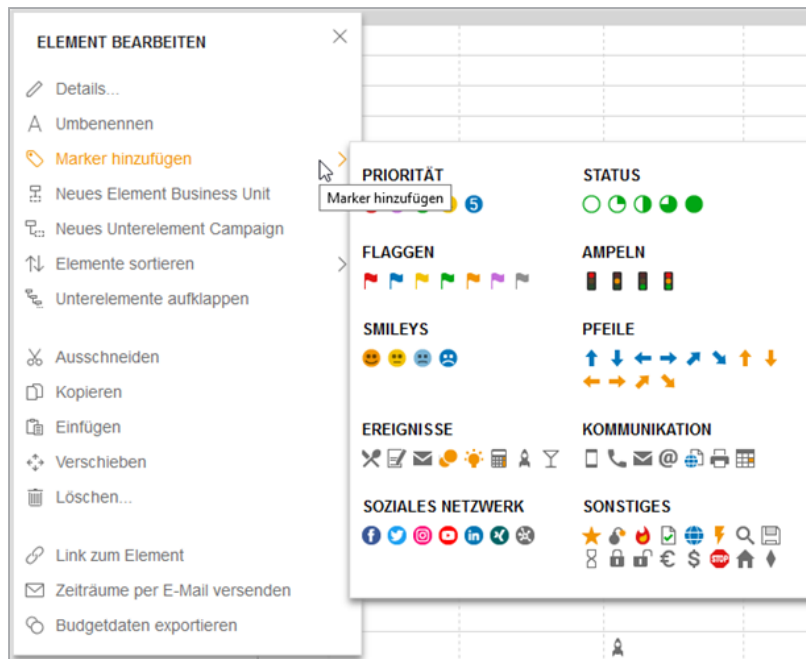 ELEMENT BEARBEITEN
Details...
Umbenennen
Marker hinzufügen
Neues Element Business Unit
Neues Unterelement Campaign
Elemente sortieren
Unterelemente aufklappen
Ausschneiden
Kopieren
Einfügen
Verschieben
Löschen...
Link zum Element
Zeiträume per E-Mail versenden
Budgetdaten exportieren
PRIORITÄT
Marker hinzufügen
5
STATUS
FLAGGEN
AMPELN
SMILEYS
PFEILE
EREIGNISSE
KOMMUNIKATION
SOZIALES NETZWERK
SONSTIGES
STOP